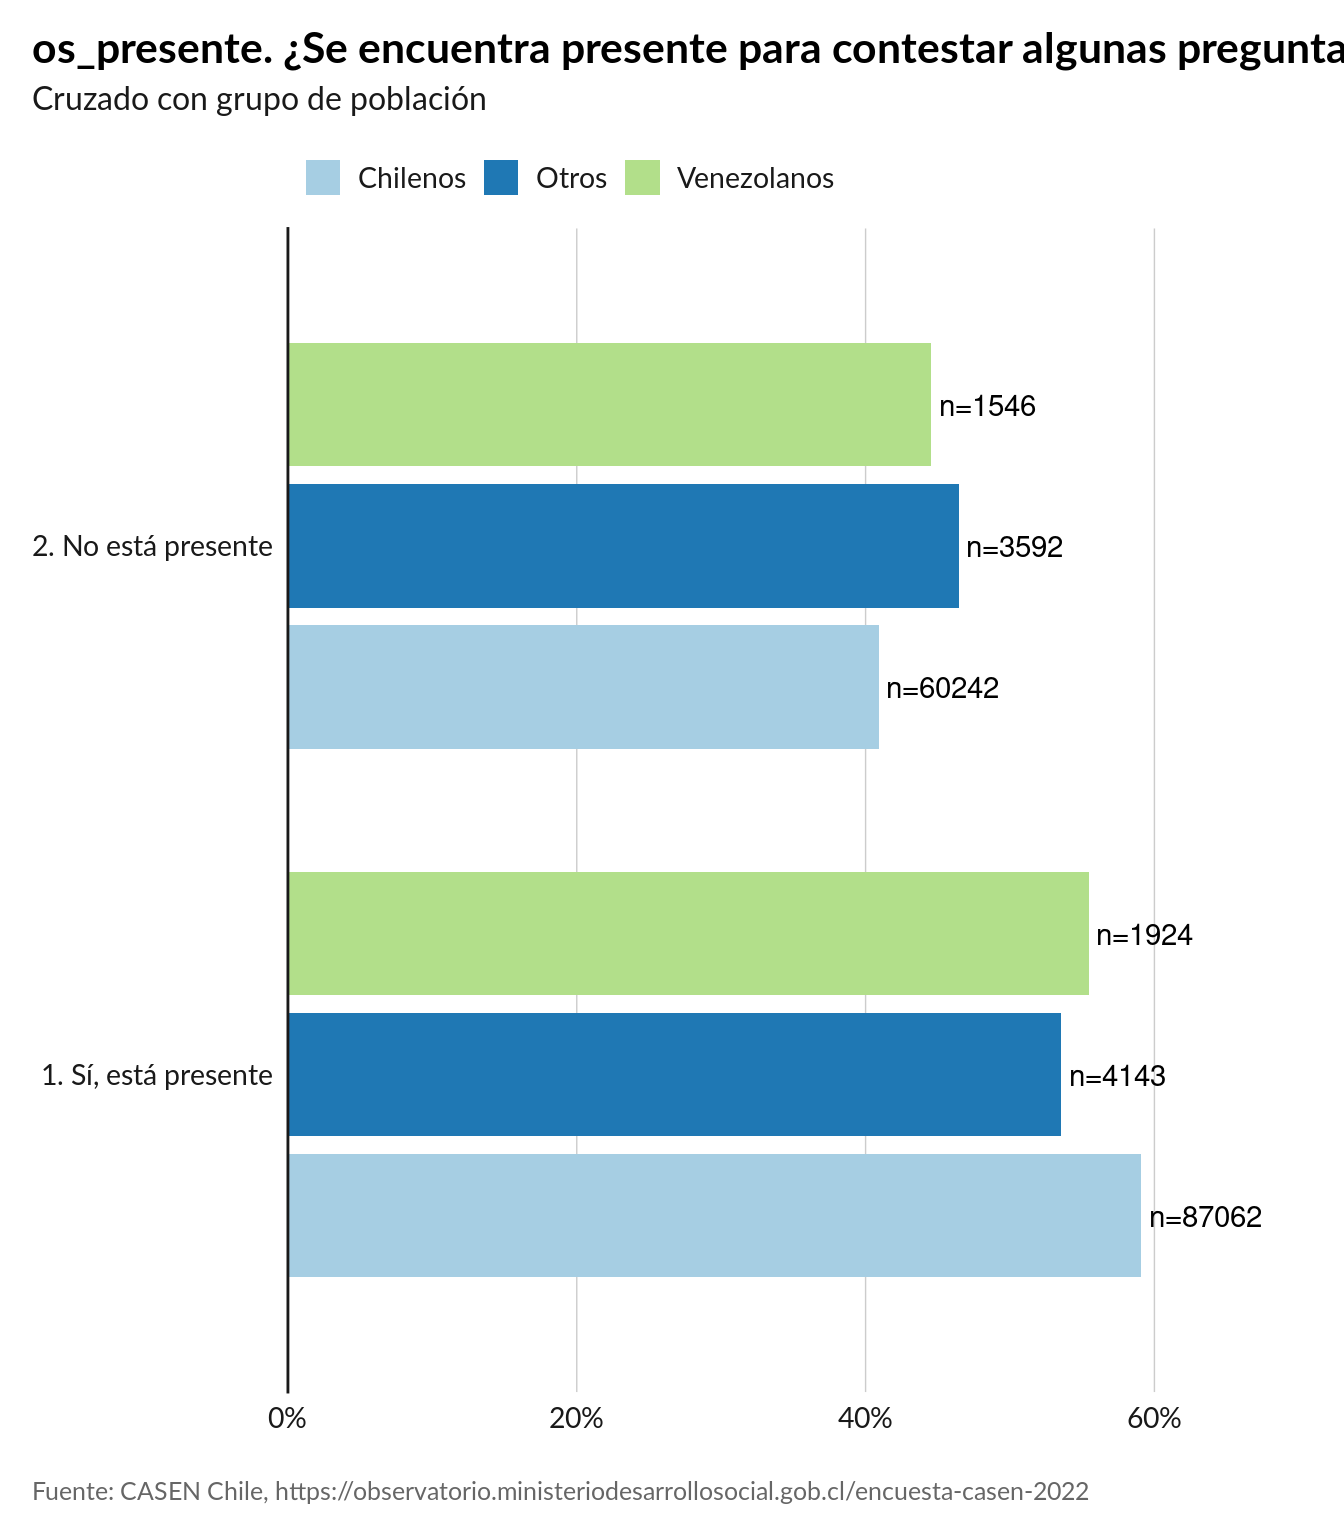 os_presente. ¿Se encuentra presente para contestar algunas pregunta
Cruzado con grupo de población
Chilenos Otros Venezolanos
n=1546
n=3592
2. No está presente
n=60242
n=1924
n=4143
1. Sí, está presente
n=87062
0% 20% 40% 60%
Fuente: CASEN Chile, https://observatorio.ministeriodesarrollosocial.gob.cl/encuesta-casen-2022